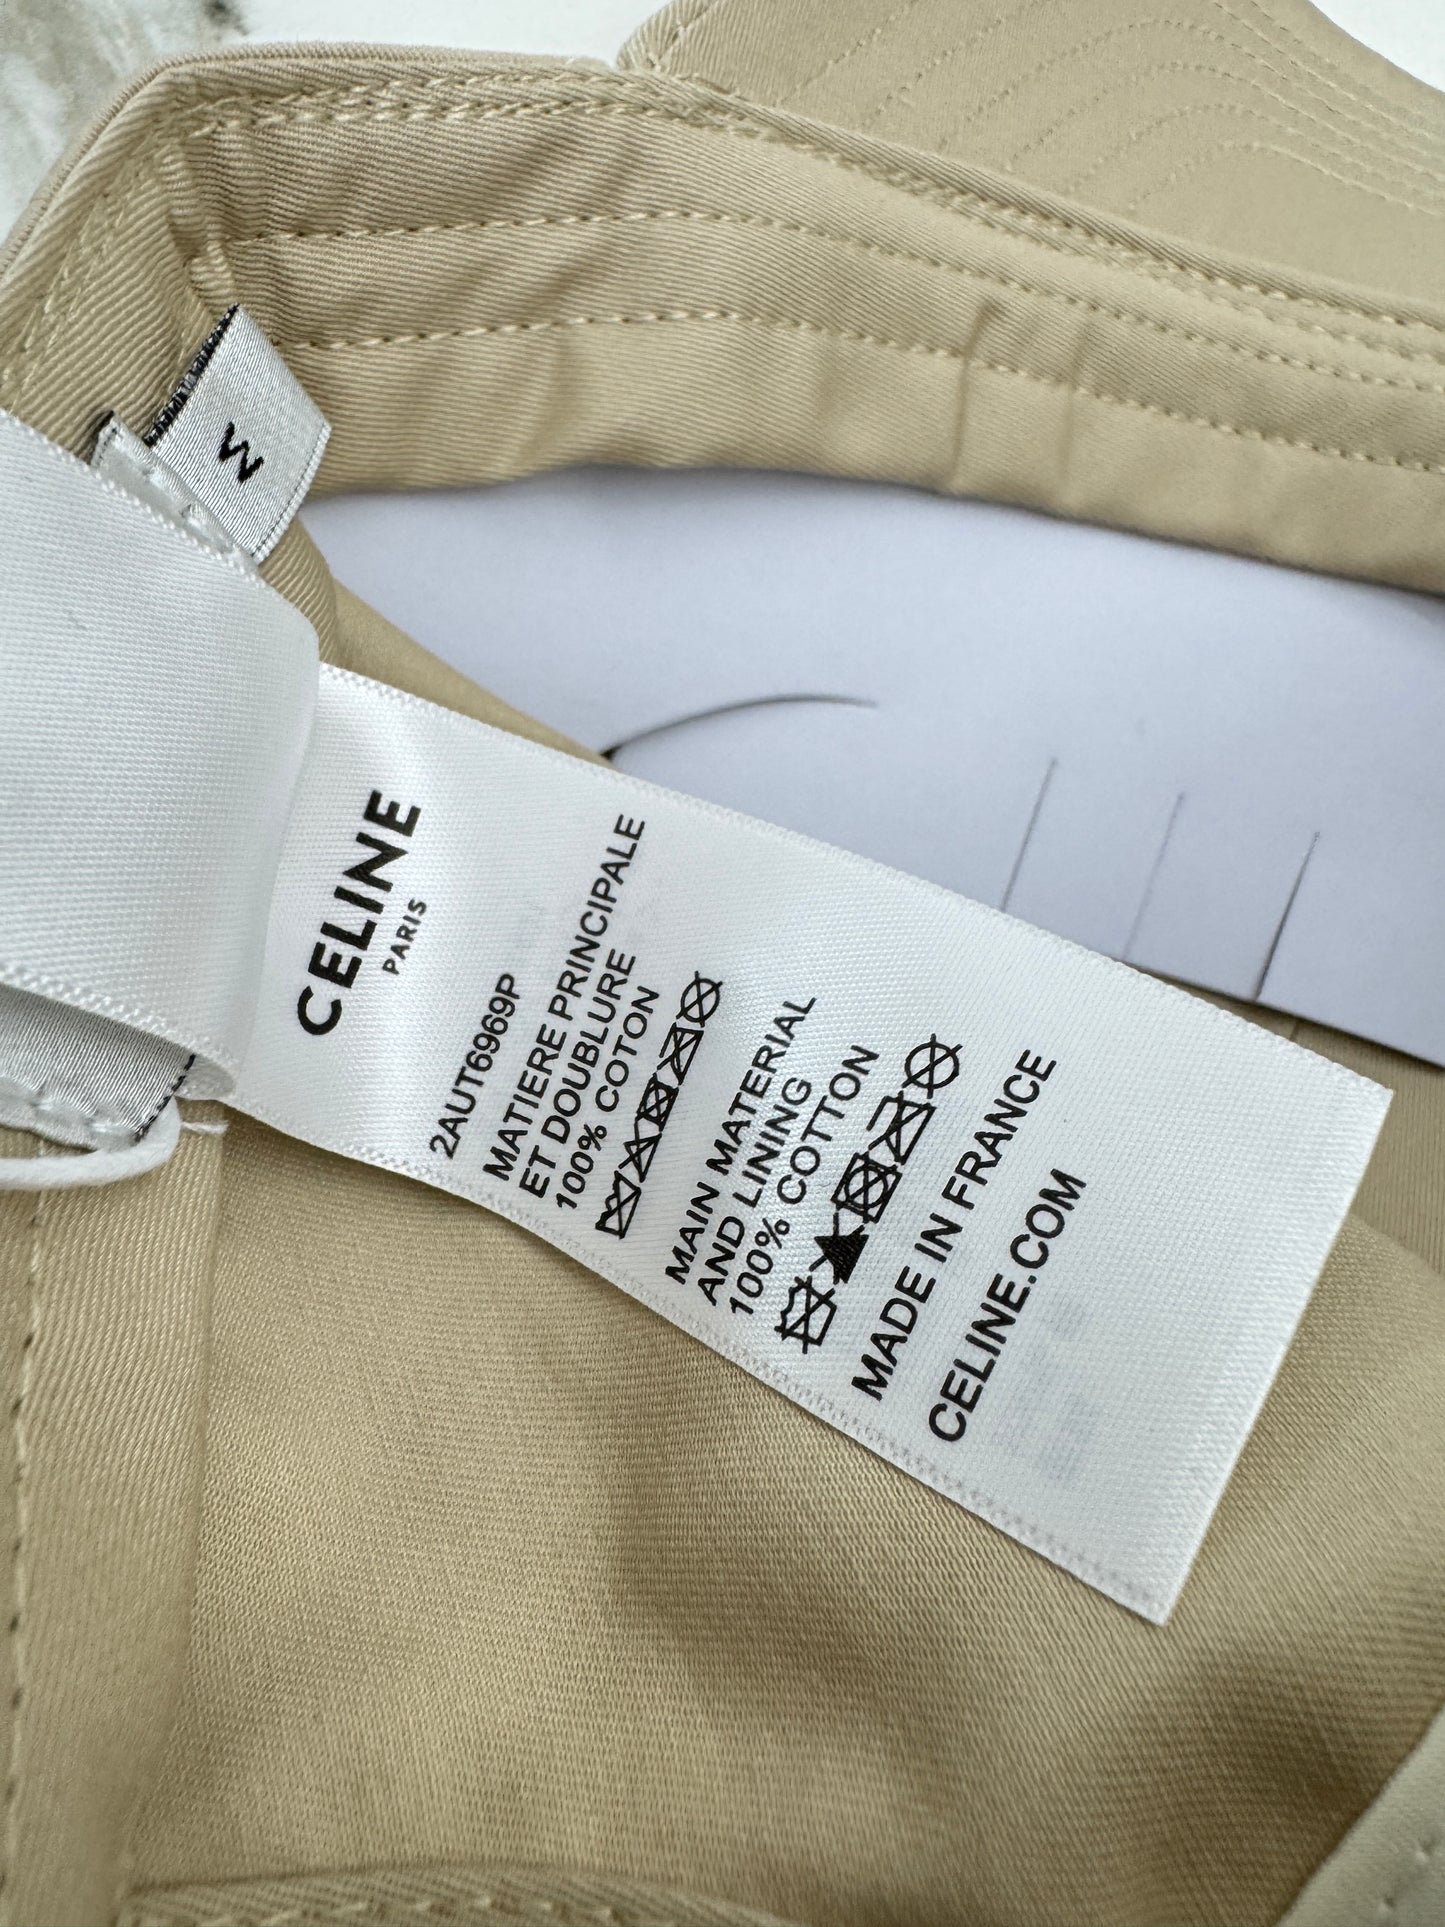 M
CELINE
PARIS
2AUT6969P
MATIERE PRINCIPALE
ET DOUBLURE
100% COTON
MAIN MATERIAL
AND LINING
100% COTTON
MADE IN FRANCE
CELINE.COM